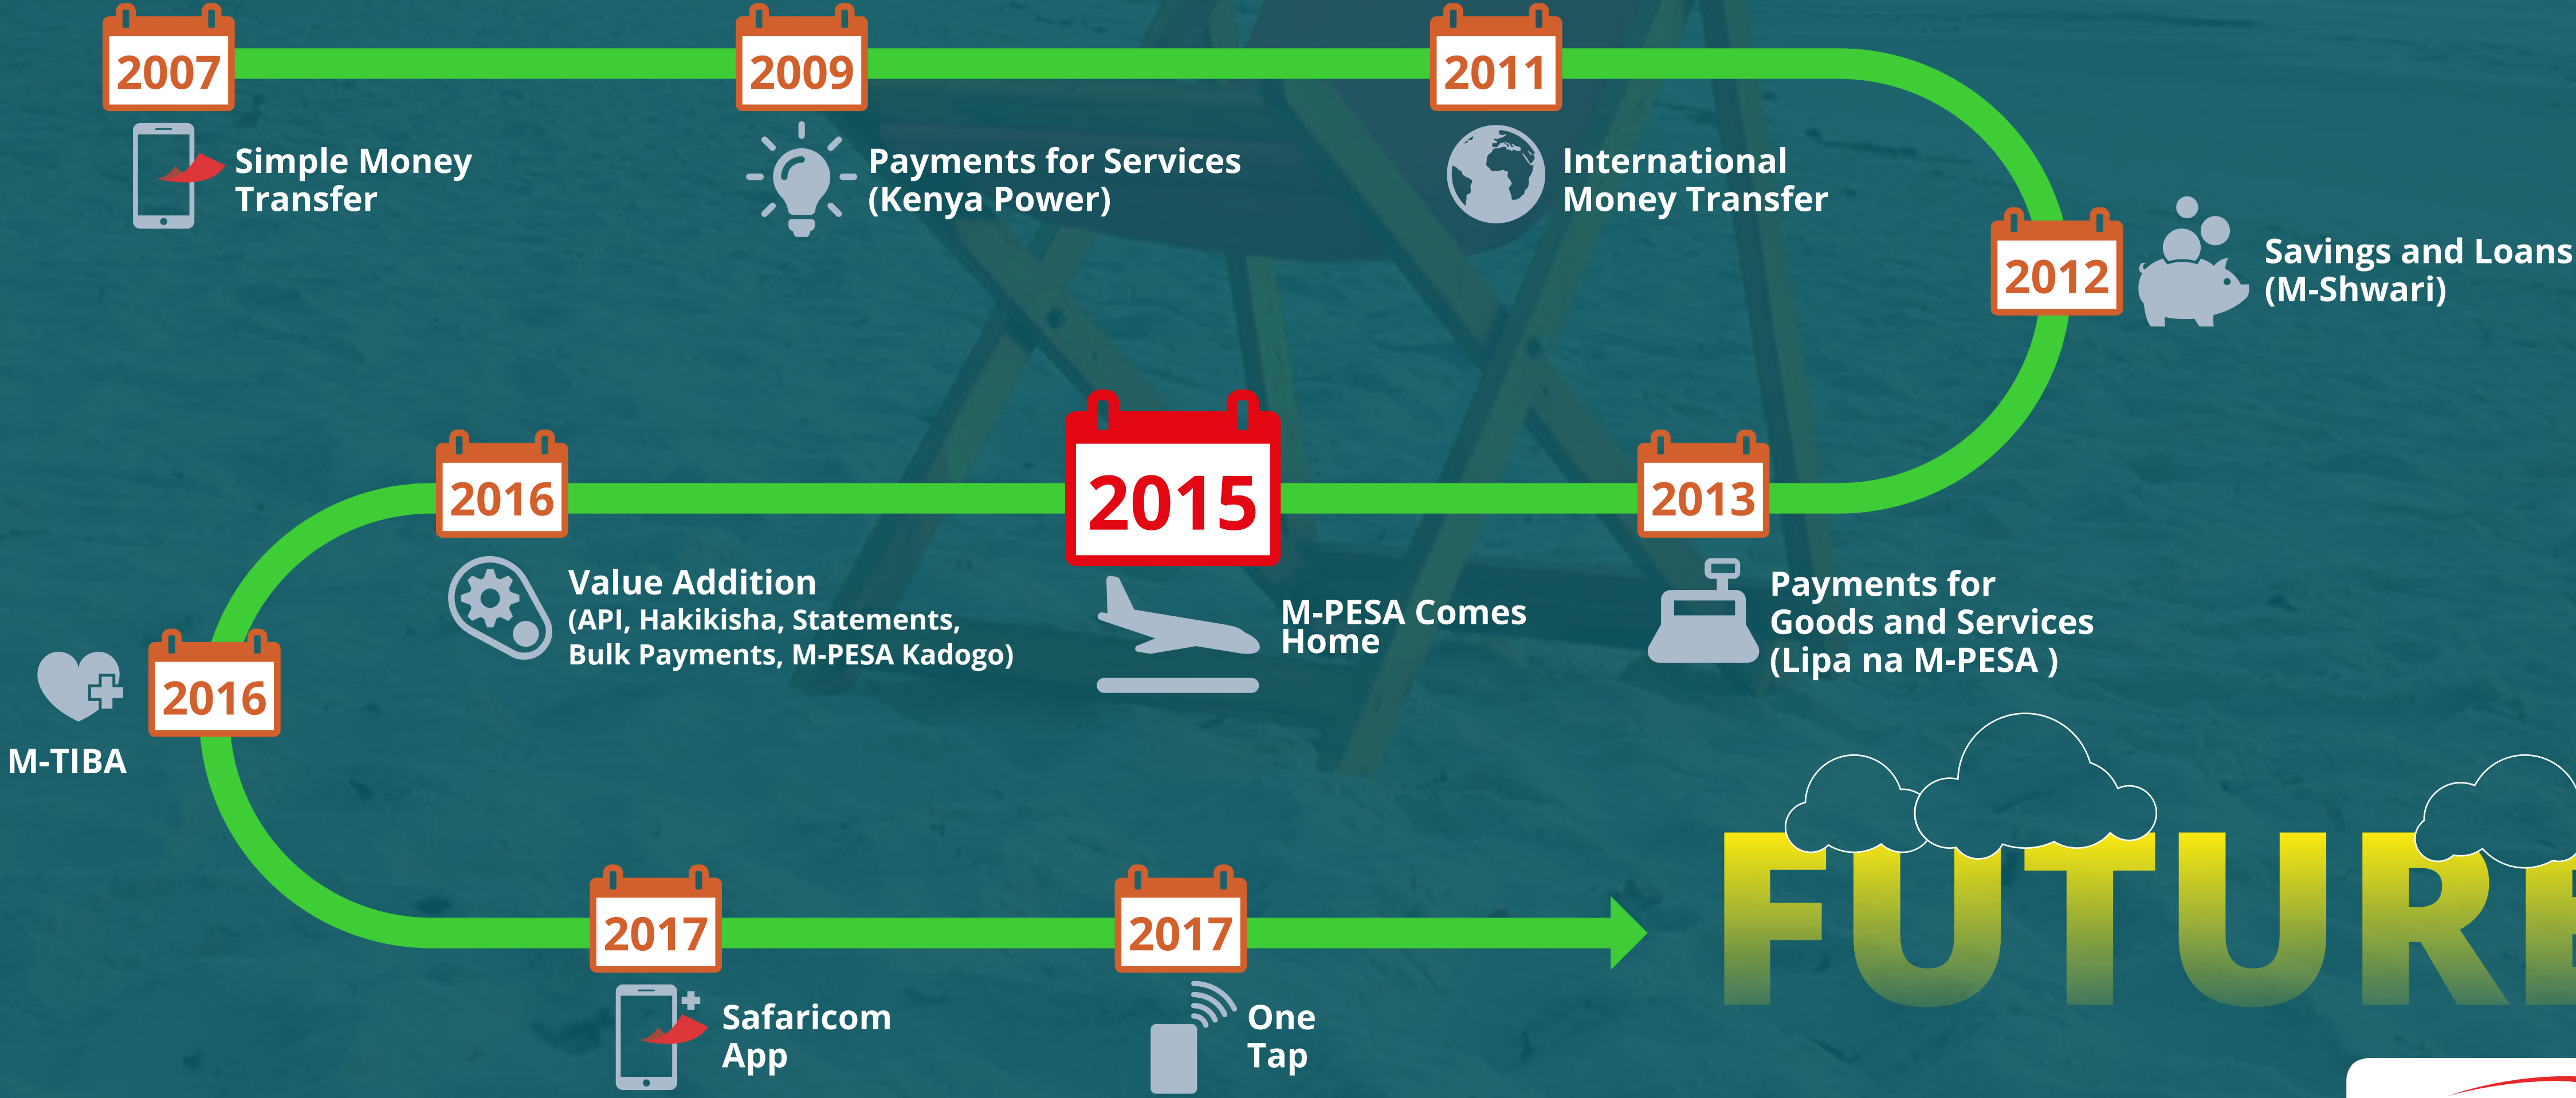 2007
Simple Money
Transfer
2009
Payments for Services
(Kenya Power)
2011
International
Money Transfer
2012
Savings and Loans
(M-Shwari)
2013
Payments for
Goods and Services
(Lipa na M-PESA )
2015
M-PESA Comes
Home
2016
Value Addition
(API, Hakikisha, Statements,
Bulk Payments, M-PESA Kadogo)
2016
M-TIBA
2017
Safaricom
App
2017
One
Tap
FUTURE